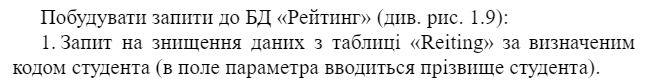 Побудувати запити до БД «Рейтинг» (див. рис. 1.9):
1. Запит на знищення даних з таблиці «Reiting» за визначеним
кодом студента (в поле параметра вводиться прізвище студента).